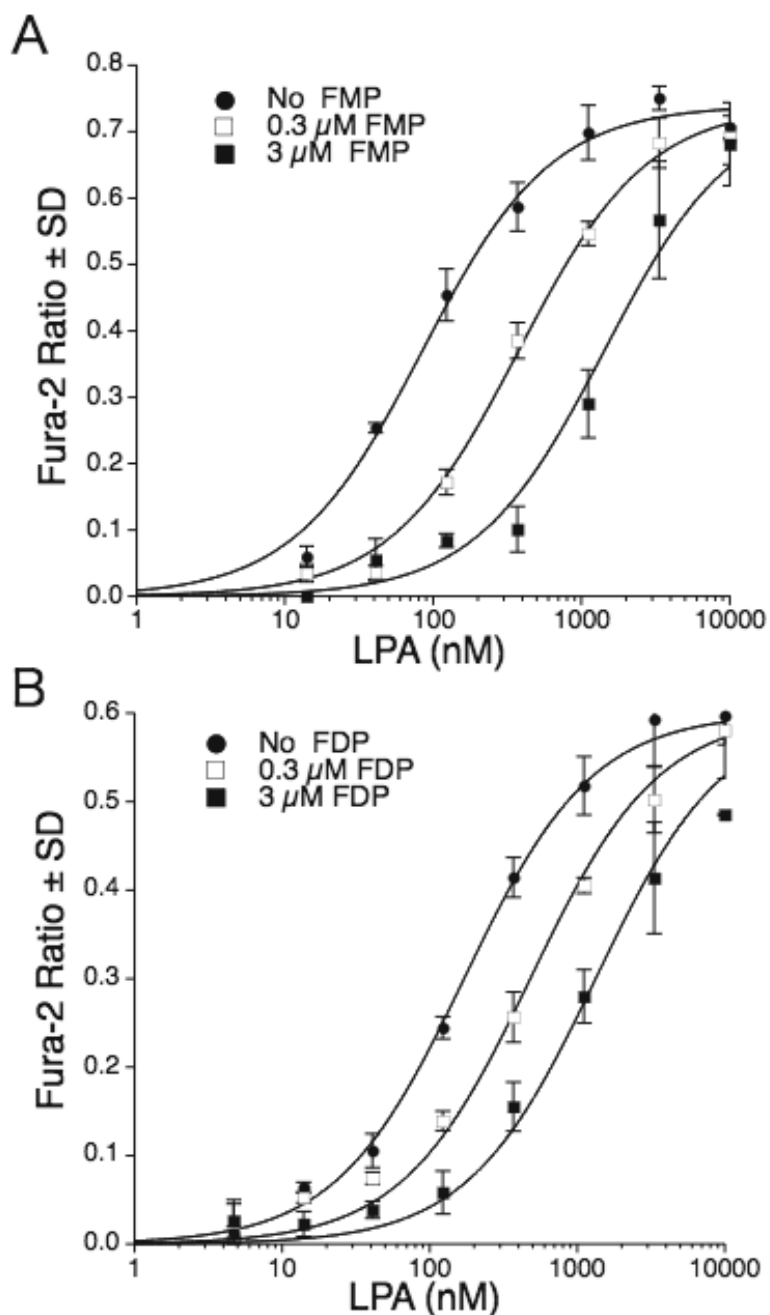 A
0.8
0.7
0.6
0.5
0.4
0.3
0.2
0.1
0.0
Fura-2 Ratio ± SD
No FMP
0.3 µM FMP
3 µM FMP
1 10 100 1000 10000
LPA (nM)
B
0.6
0.5
0.4
0.3
0.2
0.1
0.0
Fura-2 Ratio ± SD
No FDP
0.3 µM FDP
3 µM FDP
1 10 100 1000 10000
LPA (nM)